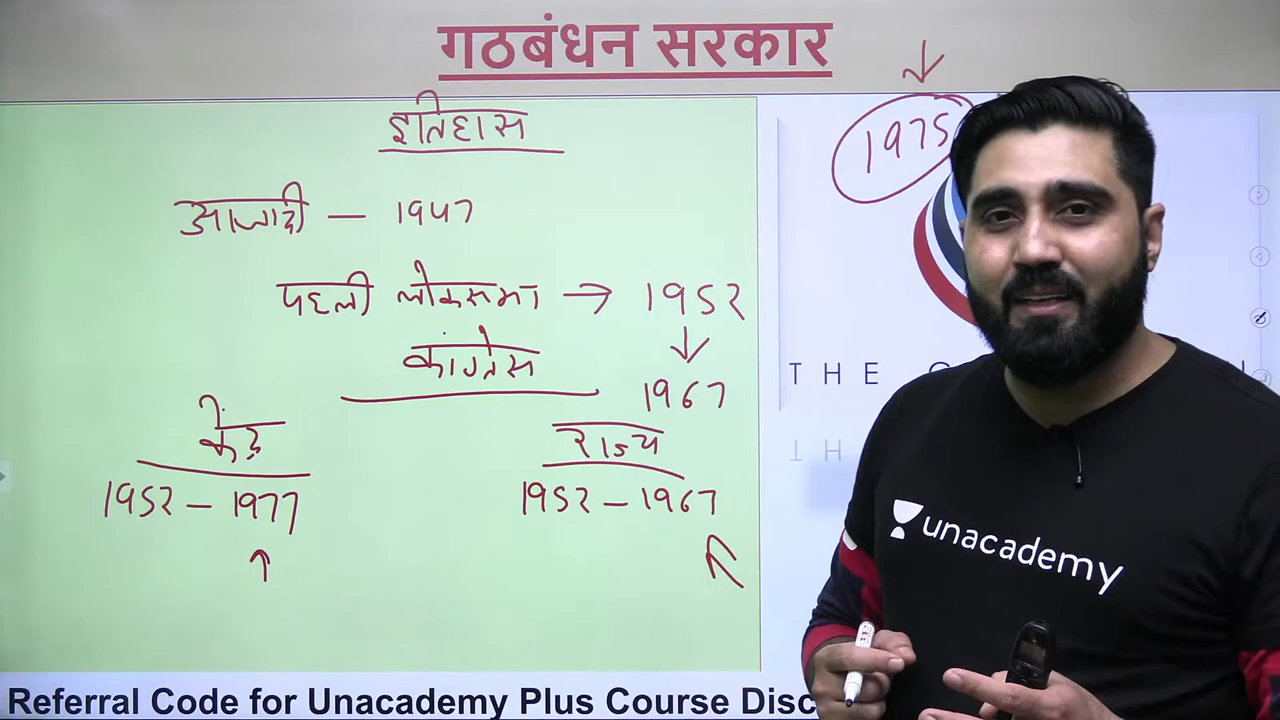 गठबंधन सरकार
इतिहास
1975
आजादी — 1947
पहली लोकसभा → 1952
कांग्रेस
1967
केंद्र
राज्य
1952 – 1977
1952 – 1967
THE
unacademy
Referral Code for Unacademy Plus Course Disc